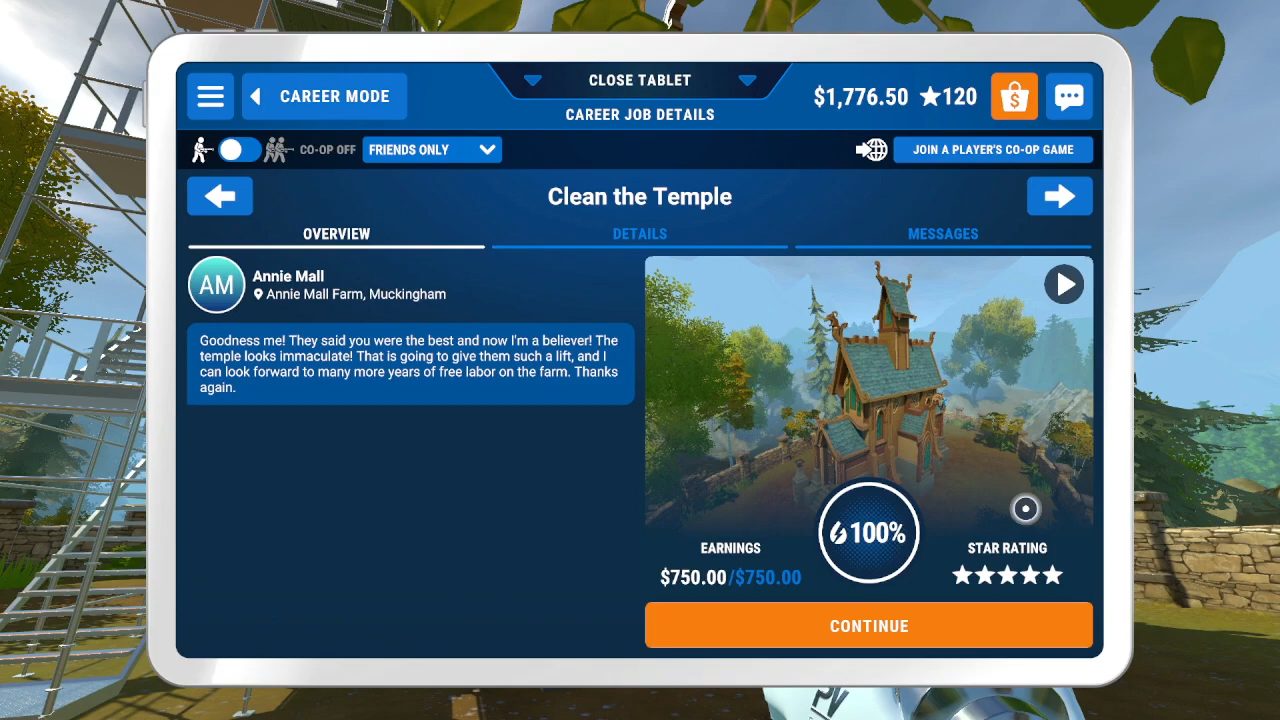 CLOSE TABLET
CAREER MODE
$1,776.50 ★120
CAREER JOB DETAILS
CO-OP OFF
FRIENDS ONLY
JOIN A PLAYER'S CO-OP GAME
Clean the Temple
OVERVIEW
DETAILS
MESSAGES
AM
Annie Mall
Annie Mall Farm, Muckingham
Goodness me! They said you were the best and now I'm a believer! The
temple looks immaculate! That is going to give them such a lift, and I
can look forward to many more years of free labor on the farm. Thanks
again.
100%
EARNINGS
$750.00/$750.00
STAR RATING
CONTINUE
PW